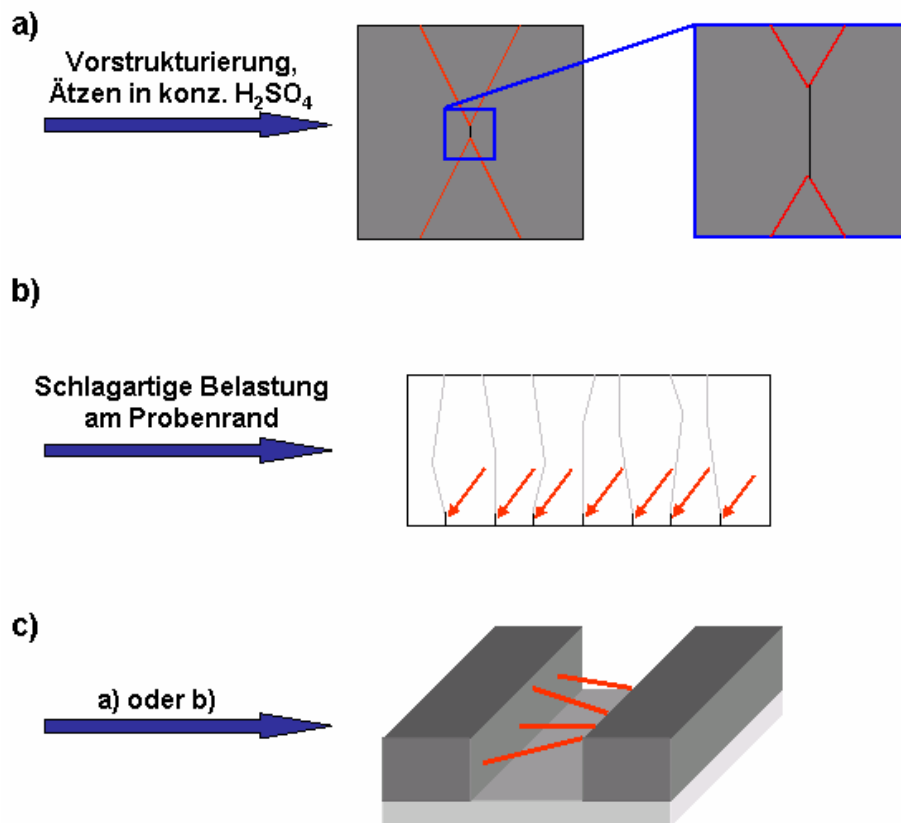 a)
Vorstrukturierung,
Ätzen in konz. H₂SO₄
b)
Schlagartige Belastung
am Probenrand
c)
a) oder b)